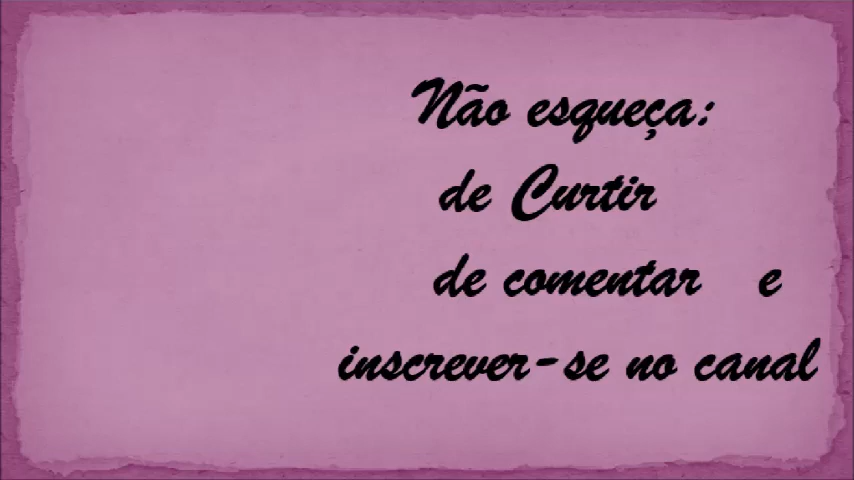 Não esqueça:
de Curtir
de comentar e
inscrever-se no canal